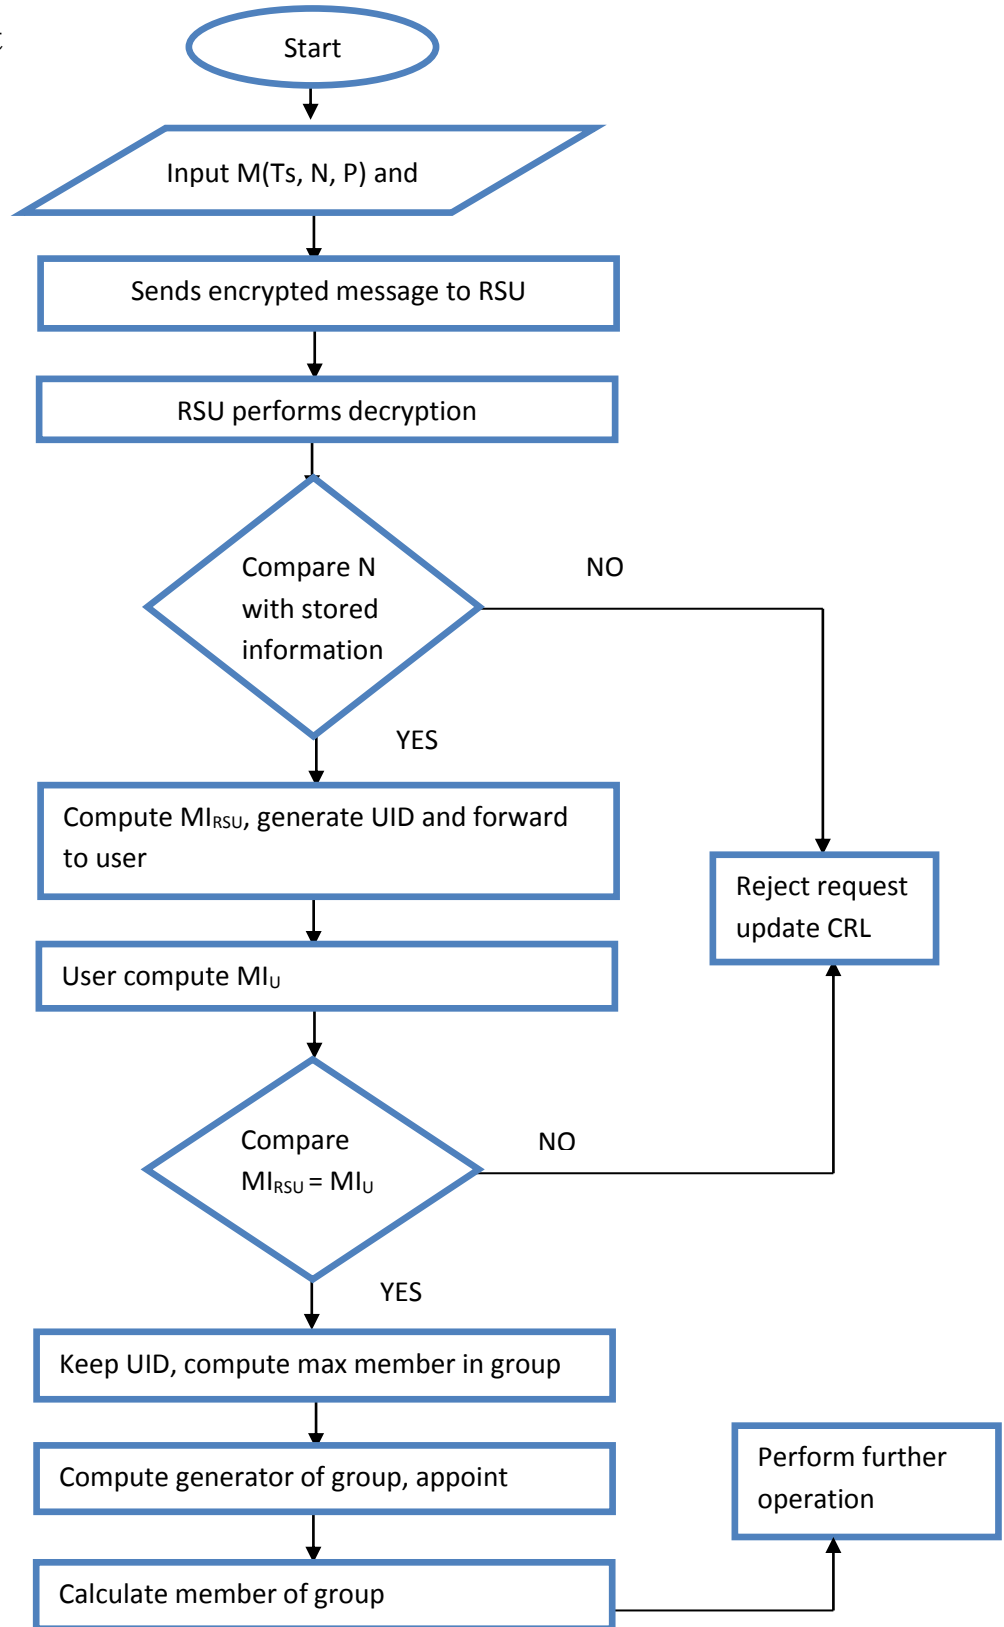 Start
Input M(Ts, N, P) and
Sends encrypted message to RSU
RSU performs decryption
Compare N
with stored
information
NO
YES
Compute MIRSU, generate UID and forward
to user
Reject request
update CRL
User compute MIU
Compare
MIRSU = MIU
NO
YES
Keep UID, compute max member in group
Compute generator of group, appoint
Perform further
operation
Calculate member of group